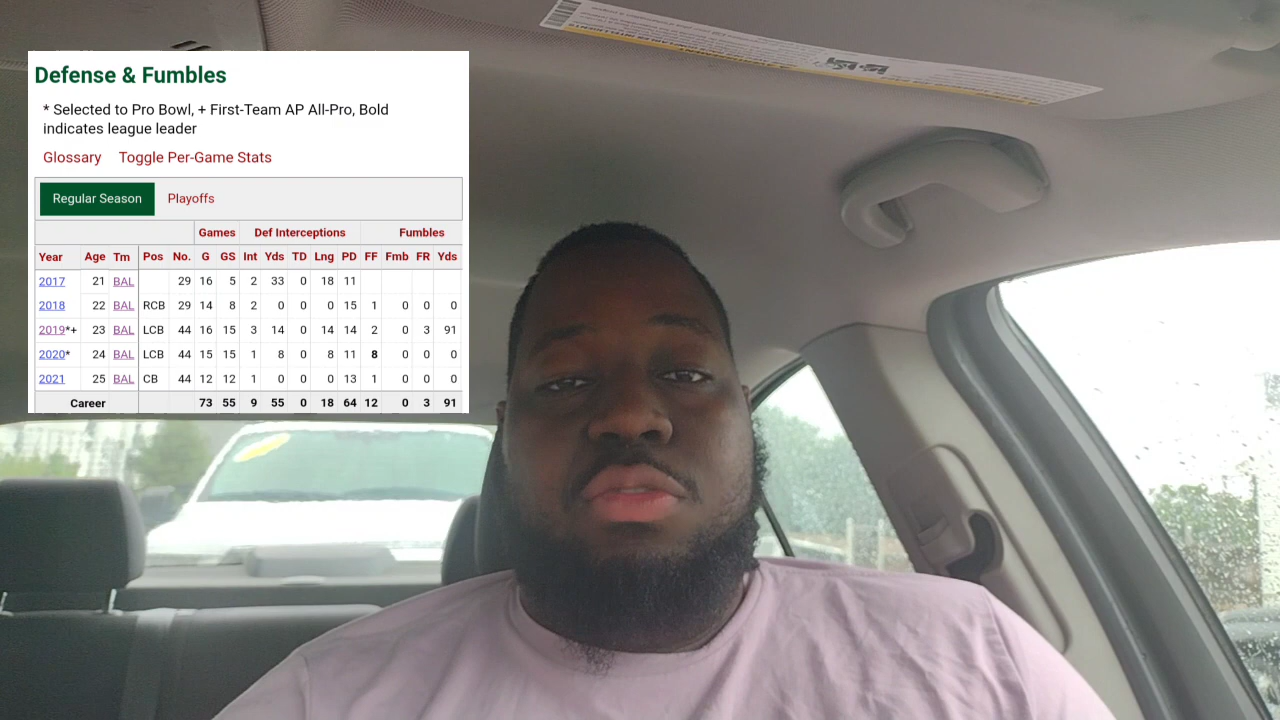 Defense & Fumbles
* Selected to Pro Bowl, + First-Team AP All-Pro, Bold
indicates league leader
Glossary Toggle Per-Game Stats
Regular Season Playoffs
Games Def Interceptions Fumbles
Year Age Tm Pos No. G GS Int Yds TD Lng PD FF Fmb FR Yds
2017 21 BAL 29 16 5 2 33 0 18 11
2018 22 BAL RCB 29 14 8 2 0 0 0 15 1 0 0 0
2019*+ 23 BAL LCB 44 16 15 3 14 0 14 14 2 0 3 91
2020* 24 BAL LCB 44 15 15 1 8 0 8 11 8 0 0 0
2021 25 BAL CB 44 12 12 1 0 0 0 13 1 0 0 0
Career 73 55 9 55 0 18 64 12 0 3 91